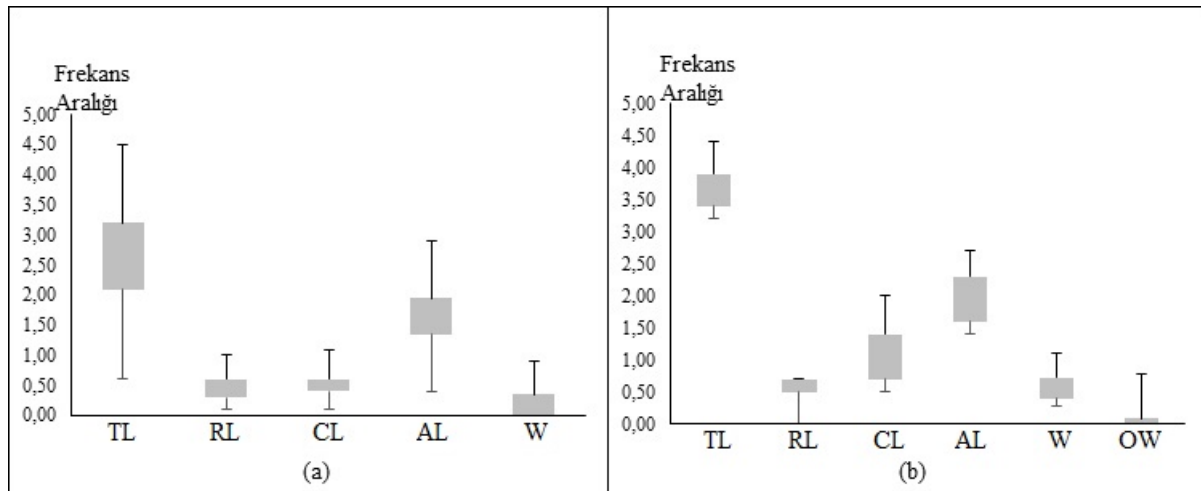 Frekans
Aralığı
5,00
4,50
4,00
3,50
3,00
2,50
2,00
1,50
1,00
0,50
0,00
TL RL CL AL W
(a)
Frekans
Aralığı
5,00
4,50
4,00
3,50
3,00
2,50
2,00
1,50
1,00
0,50
0,00
TL RL CL AL W OW
(b)